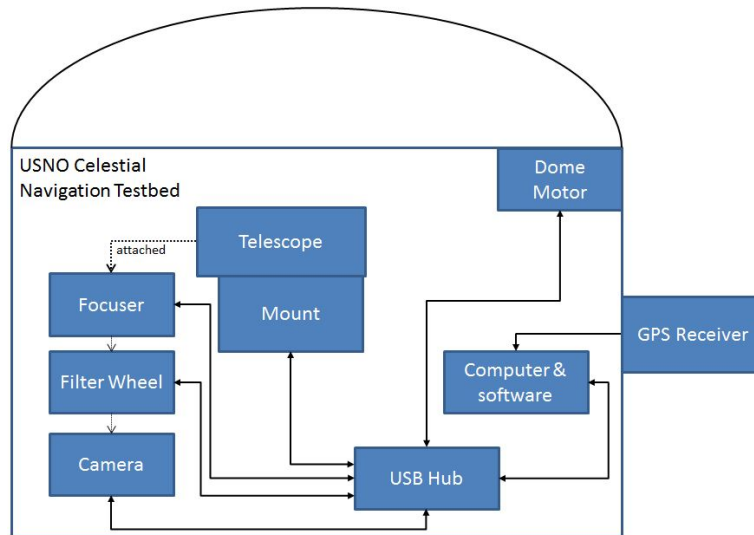 USNO Celestial
Navigation Testbed
Dome
Motor
Telescope
attached
Focuser
Mount
GPS Receiver
Filter Wheel
Computer &
software
Camera
USB Hub